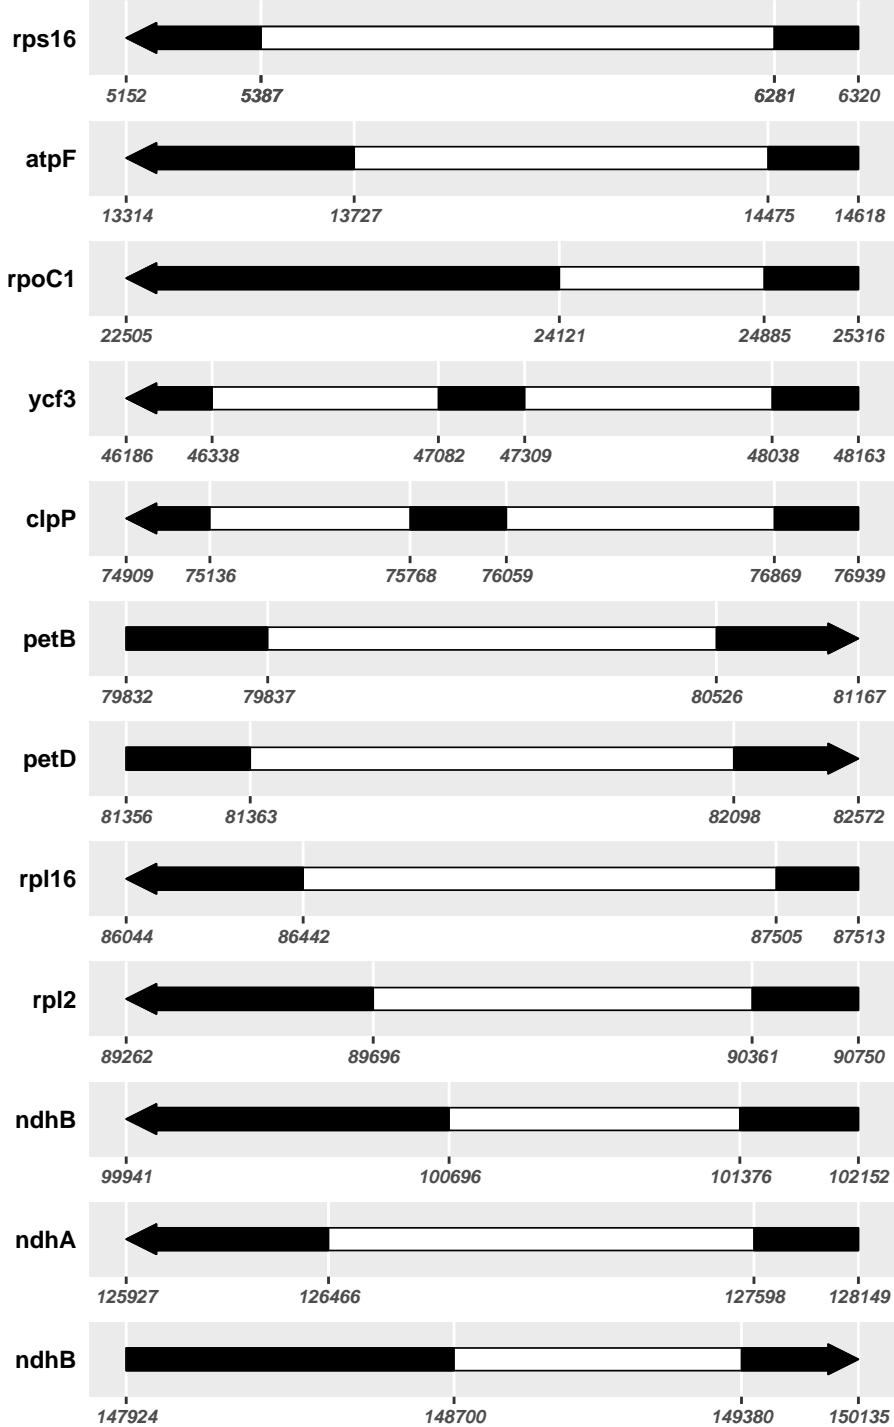 rps16
5152 5387 6281 6320
atpF
13314 13727 14475 14618
rpoC1
22505 24121 24885 25316
ycf3
46186 46338 47082 47309 48038 48163
clpP
74909 75136 75768 76059 76869 76939
petB
79832 79837 80526 81167
petD
81356 81363 82098 82572
rpl16
86044 86442 87505 87513
rpl2
89262 89696 90361 90750
ndhB
99941 100696 101376 102152
ndhA
125927 126466 127598 128149
ndhB
147924 148700 149380 150135